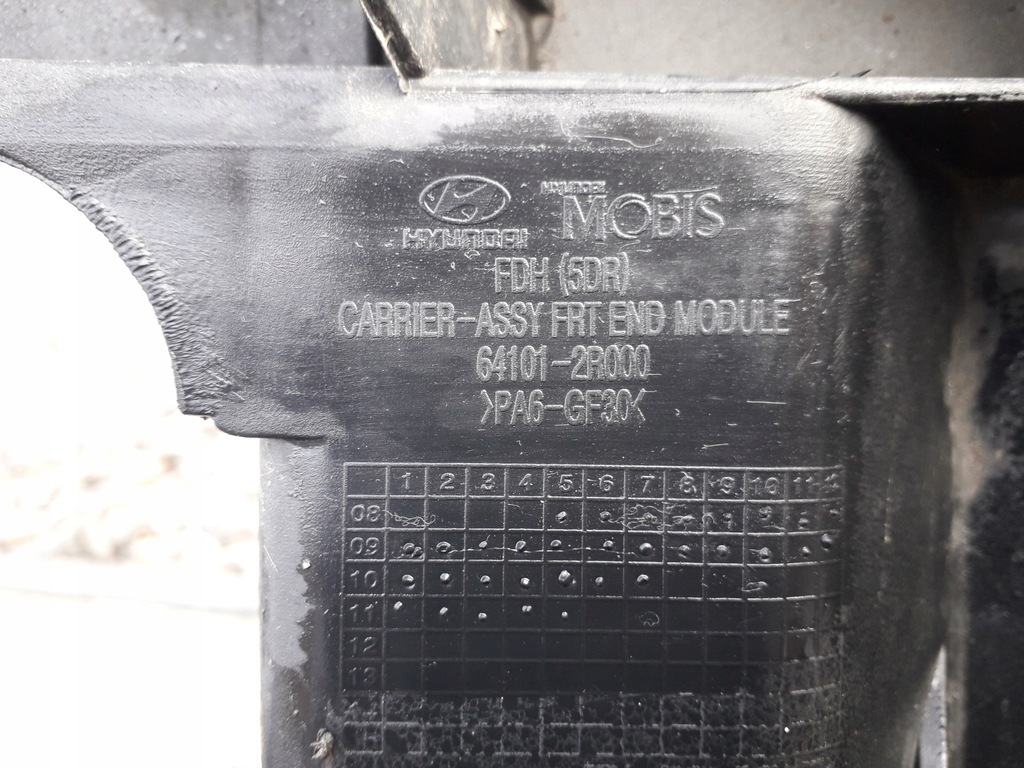 HYUNDAI
HYUNDAI
MOBIS
FDH (5DR)
CARRIER-ASSY FRT END MODULE
64101-2R000
>PA6-GF30<
1 2 3 4 5 6 7 8 9 10 11
08
09
10
11
12
13